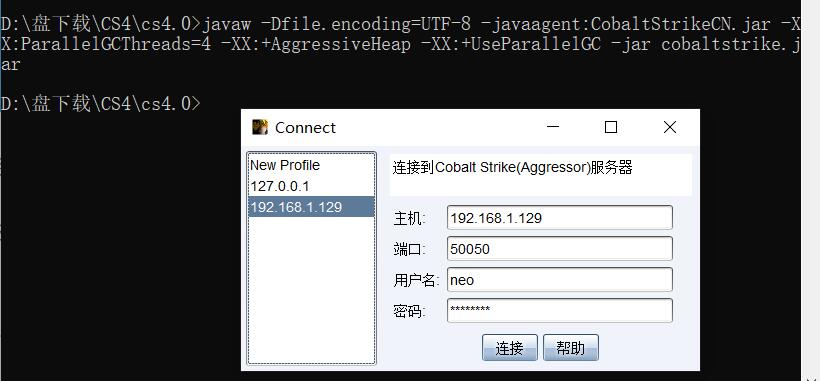 D:\盘下载\CS4\cs4.0>javaw -Dfile.encoding=UTF-8 -javaagent:CobaltStrikeCN.jar -X
X:ParallelGCThreads=4 -XX:+AggressiveHeap -XX:+UseParallelGC -jar cobaltstrike.j
ar
D:\盘下载\CS4\cs4.0>
Connect
New Profile
127.0.0.1
192.168.1.129
连接到Cobalt Strike(Aggressor)服务器
主机: 192.168.1.129
端口: 50050
用户名: neo
密码: ********
连接 帮助